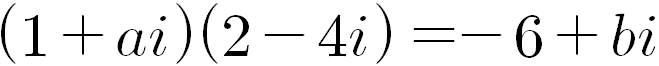 (1 + ai)(2 − 4i) = − 6 + bi